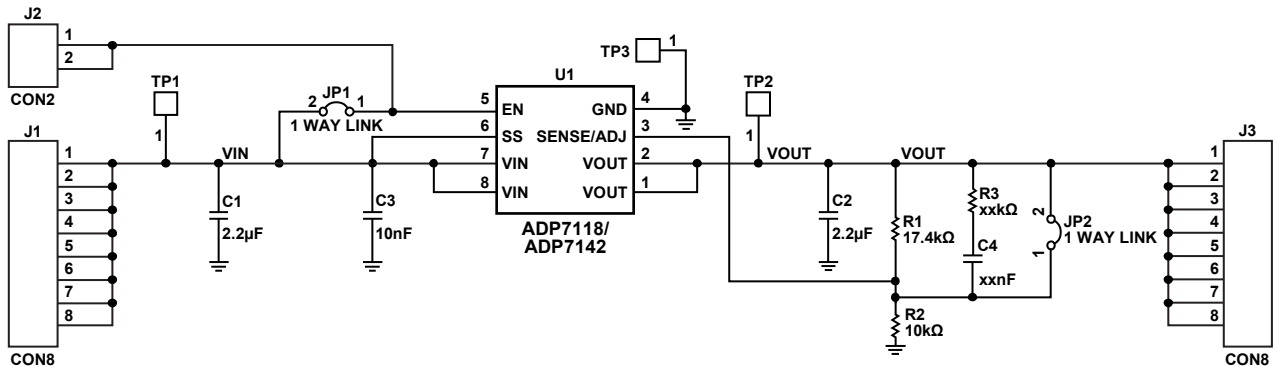 J2
1
2
CON2
J1
1
2
3
4
5
6
7
8
CON8
TP1
1
VIN
C1
2.2µF
JP1
2
1
1 WAY LINK
C3
10nF
U1
5
EN
6
SS
7
VIN
8
VIN
GND
4
SENSE/ADJ
3
VOUT
2
VOUT
1
ADP7118/
ADP7142
TP3
1
TP2
1
VOUT
C2
2.2µF
VOUT
R1
17.4kΩ
R2
10kΩ
R3
xxkΩ
C4
xxnF
2
JP2
1 WAY LINK
1
J3
1
2
3
4
5
6
7
8
CON8